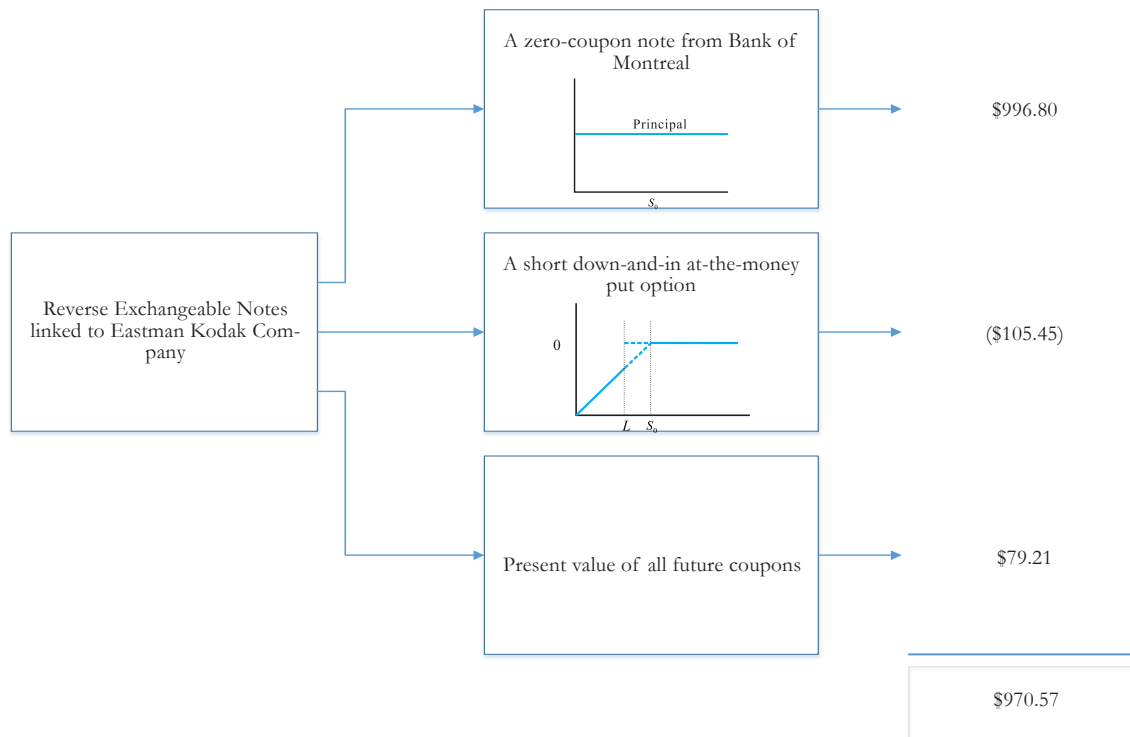 A zero-coupon note from Bank of
Montreal
Principal
S₀
$996.80
Reverse Exchangeable Notes
linked to Eastman Kodak Com-
pany
A short down-and-in at-the-money
put option
0
L S₀
($105.45)
Present value of all future coupons
$79.21
$970.57